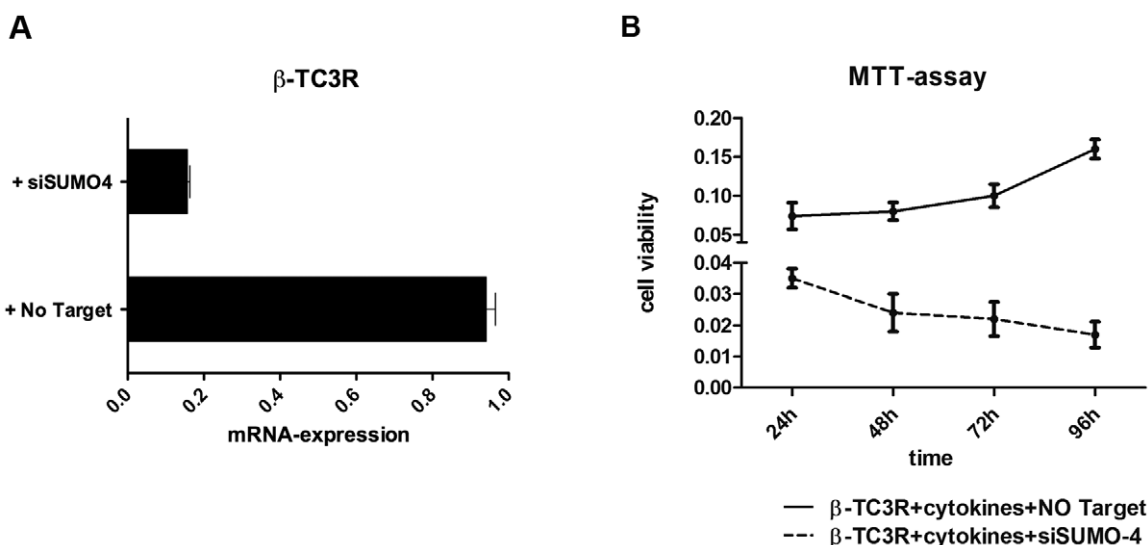 A
β-TC3R
+ siSUMO4
+ No Target
0.0 0.2 0.4 0.6 0.8 1.0
mRNA-expression
B
MTT-assay
0.20
0.15
0.10
0.05
0.04
0.03
0.02
0.01
0.00
cell viability
24h 48h 72h 96h
time
β-TC3R+cytokines+NO Target
β-TC3R+cytokines+siSUMO-4